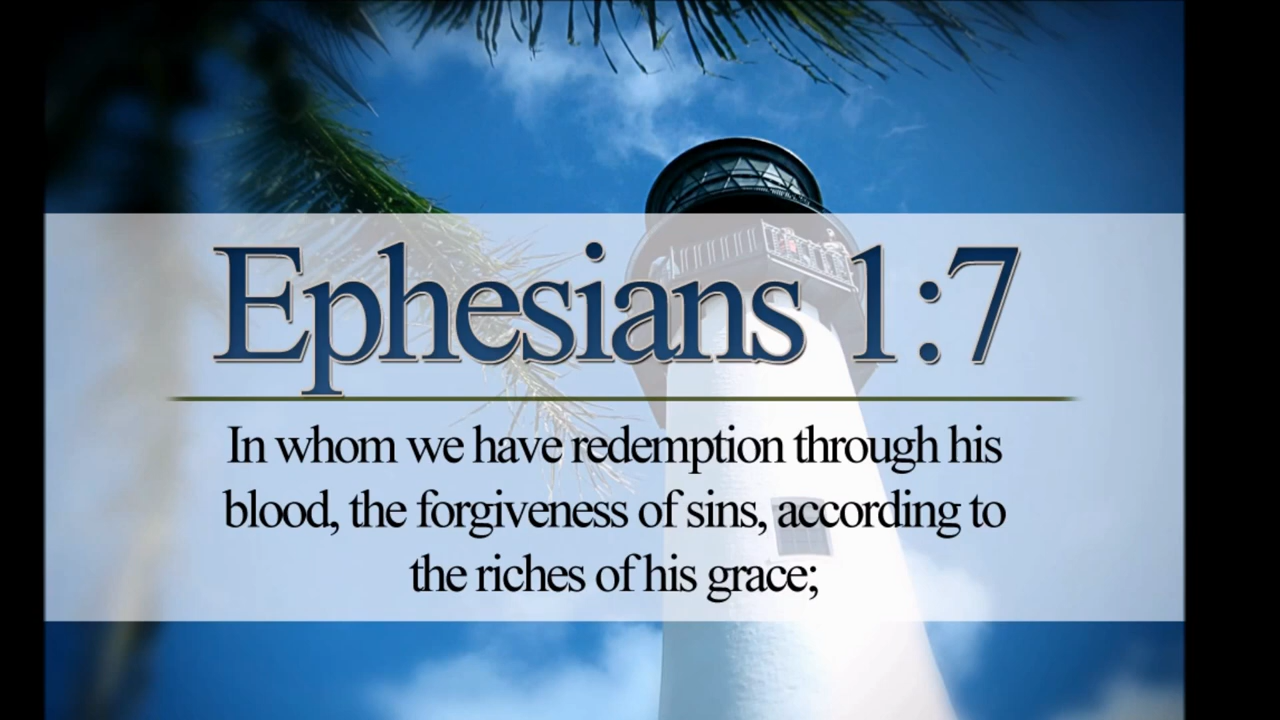 Ephesians 1:7
In whom we have redemption through his
blood, the forgiveness of sins, according to
the riches of his grace;